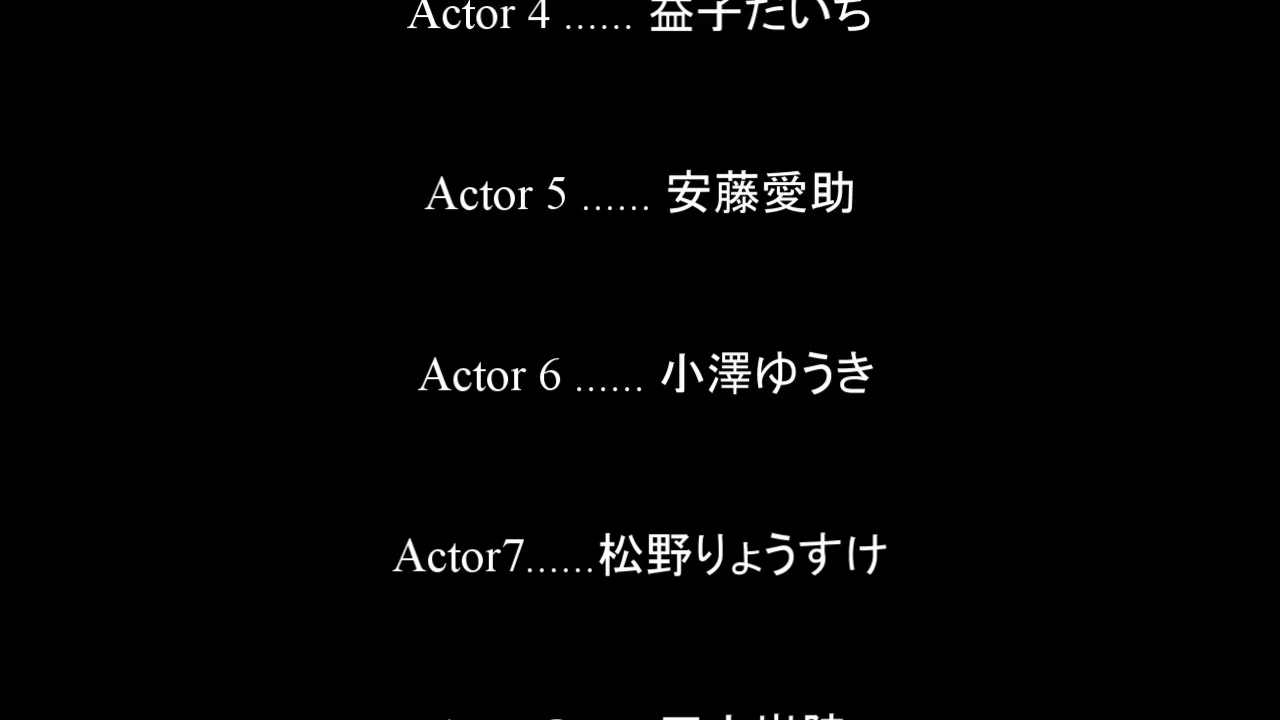 Actor 4 ...... 益子だいち
Actor 5 ...... 安藤愛助
Actor 6 ...... 小澤ゆうき
Actor7......松野りょうすけ